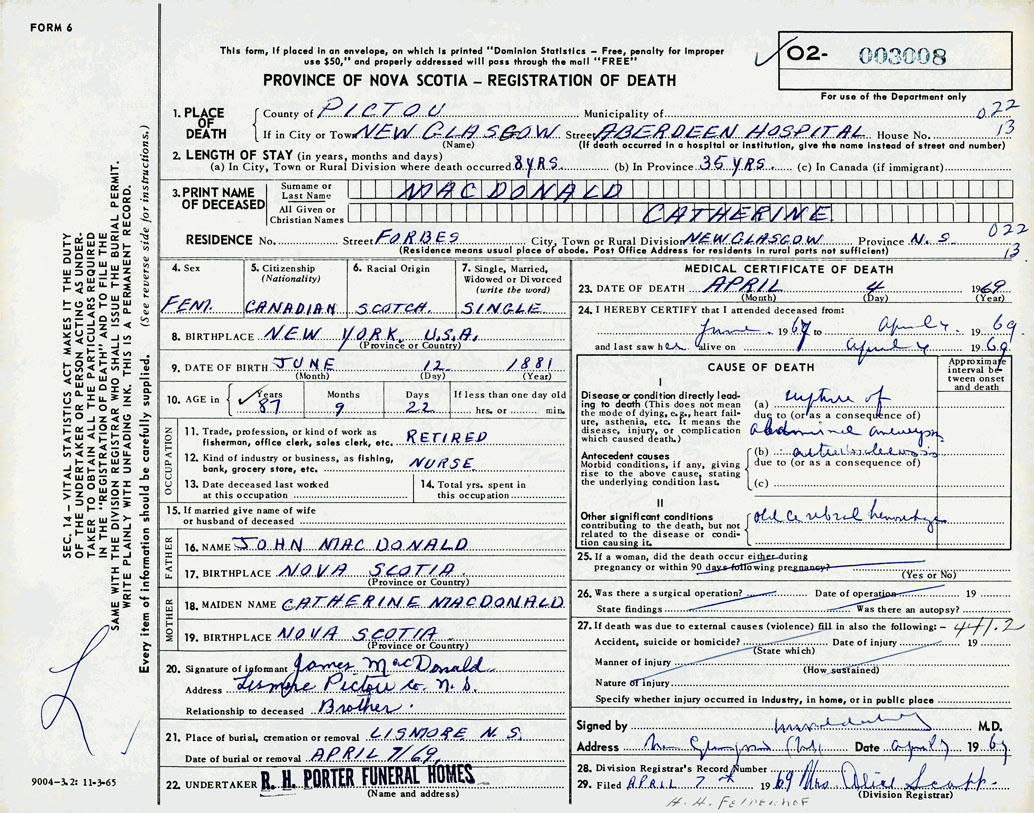 FORM 6
This form, if placed in an envelope, on which is printed "Dominion Statistics – Free, penalty for improper
use $50," and properly addressed will pass through the mail "FREE"
O2- 003008
For use of the Department only
PROVINCE OF NOVA SCOTIA – REGISTRATION OF DEATH
1. PLACE OF DEATH County of PICTOU Municipality of 022
If in City or Town NEW GLASGOW Street ABERDEEN HOSPITAL House No. 13
(Name) (If death occurred in a hospital or institution, give the name instead of street and number)
2. LENGTH OF STAY (in years, months and days)
(a) In City, Town or Rural Division where death occurred 8 YRS. (b) In Province 35 YRS. (c) In Canada (if immigrant)
3. PRINT NAME OF DECEASED Surname or Last Name MACDONALD
All Given or Christian Names CATHERINE
RESIDENCE No. Street FORBES City, Town or Rural Division NEW GLASGOW Province N.S. 022
(Residence means usual place of abode. Post Office Address for residents in rural parts not sufficient) 13
4. Sex FEM.
5. Citizenship (Nationality) CANADIAN
6. Racial Origin SCOTCH.
7. Single, Married, Widowed or Divorced (write the word) SINGLE
8. BIRTHPLACE NEW YORK, U.S.A.
(Province or Country)
9. DATE OF BIRTH JUNE 12 1881
(Month) (Day) (Year)
10. AGE in Years Months Days If less than one day old
87 9 22 hrs. or min.
OCCUPATION
11. Trade, profession, or kind of work as
fisherman, office clerk, sales clerk, etc. RETIRED
12. Kind of industry or business, as fishing,
bank, grocery store, etc. NURSE
13. Date deceased last worked
at this occupation
14. Total yrs. spent in
this occupation
15. If married give name of wife
or husband of deceased
FATHER
16. NAME JOHN MACDONALD
17. BIRTHPLACE NOVA SCOTIA
(Province or Country)
MOTHER
18. MAIDEN NAME CATHERINE MACDONALD
19. BIRTHPLACE NOVA SCOTIA
(Province or Country)
20. Signature of informant James MacDonald
Address Lismore Pictou Co. N.S.
Relationship to deceased Brother.
21. Place of burial, cremation or removal LISMORE N.S.
Date of burial or removal APRIL 7/69
22. UNDERTAKER R. H. PORTER FUNERAL HOMES
(Name and address)
MEDICAL CERTIFICATE OF DEATH
23. DATE OF DEATH APRIL 4 1969
(Month) (Day) (Year)
24. I HEREBY CERTIFY that I attended deceased from:
June 1967 to April 4 1969
and last saw her alive on April 4 1969
CAUSE OF DEATH
Approximate interval between onset and death
I
Disease or condition directly leading
to death (This does not mean
the mode of dying, e.g., heart failure,
asthenia, etc. It means the
disease, injury, or complication
which caused death.)
(a) rupture of
due to (or as a consequence of)
abdominal aneurysm
Antecedent causes
Morbid conditions, if any, giving
rise to the above cause, stating
the underlying condition last.
(b) arteriosclerosis
due to (or as a consequence of)
(c)
II
Other significant conditions
contributing to the death, but not
related to the disease or condition
causing it.
old cerebral hemorrhage
25. If a woman, did the death occur either during
pregnancy or within 90 days following pregnancy?
(Yes or No)
26. Was there a surgical operation? Date of operation 19
State findings Was there an autopsy?
27. If death was due to external causes (violence) fill in also the following: – 441.2
Accident, suicide or homicide? Date of injury 19
(State which)
Manner of injury
(How sustained)
Nature of injury
Specify whether injury occurred in Industry, in home, or in public place
Signed by M.D.
Address New Glasgow Date April 7 1969
28. Division Registrar's Record Number
29. Filed APRIL 7th 1969 Mrs Alice Scapp.
(Division Registrar)
SEC. 14 – VITAL STATISTICS ACT MAKES IT THE DUTY
OF THE UNDERTAKER OR PERSON ACTING AS UNDER-
TAKER TO OBTAIN ALL THE PARTICULARS REQUIRED
IN THE "REGISTRATION OF DEATH" AND TO FILE THE
SAME WITH THE DIVISION REGISTRAR WHO SHALL ISSUE THE BURIAL PERMIT.
WRITE PLAINLY WITH UNFADING INK. THIS IS A PERMANENT RECORD.
Every item of information should be carefully supplied. (See reverse side for instructions.)
9004–3.2: 11-3-65